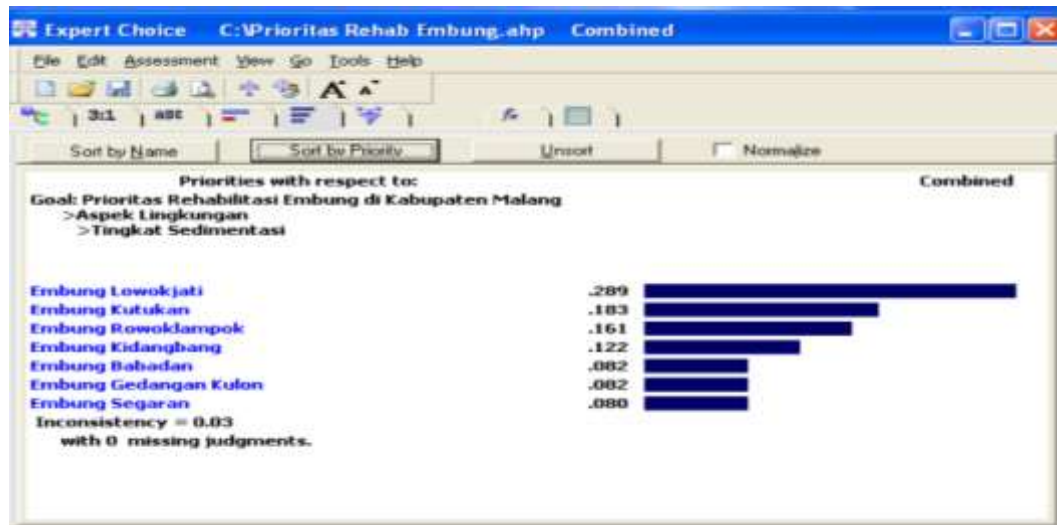 Expert Choice C:\Prioritas Rehab Embung.ahp Combined
File Edit Assessment View Go Tools Help
A A
3:1 ABC
Sort by Name Sort by Priority Unsort Normalize
Priorities with respect to: Combined
Goal: Prioritas Rehabilitasi Embung di Kabupaten Malang
>Aspek Lingkungan
>Tingkat Sedimentasi
Embung Lowokjati .289
Embung Kutukan .183
Embung Rowoklampok .161
Embung Kidangbang .122
Embung Babadan .082
Embung Gedangan Kulon .082
Embung Segaran .080
Inconsistency = 0.03
with 0 missing judgments.